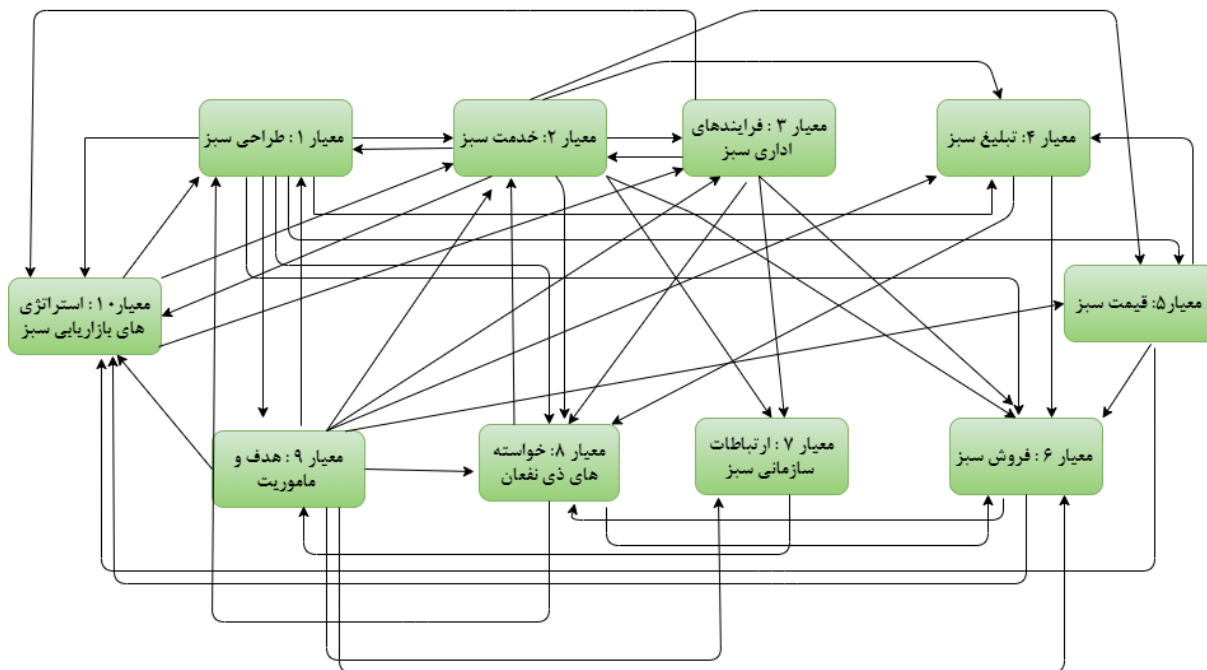 معیار ۱: طراحی سبز
معیار ۲: خدمت سبز
معیار ۳ : فرایندهای
اداری سبز
معیار ۴: تبلیغ سبز
معیار۵: قیمت سبز
معیار ۶ : فروش سبز
معیار ۷ : ارتباطات
سازمانی سبز
معیار ۸: خواسته
های ذی نفعان
معیار ۹ : هدف و
ماموریت
معیار۱۰: استراتژی
های بازاریابی سبز